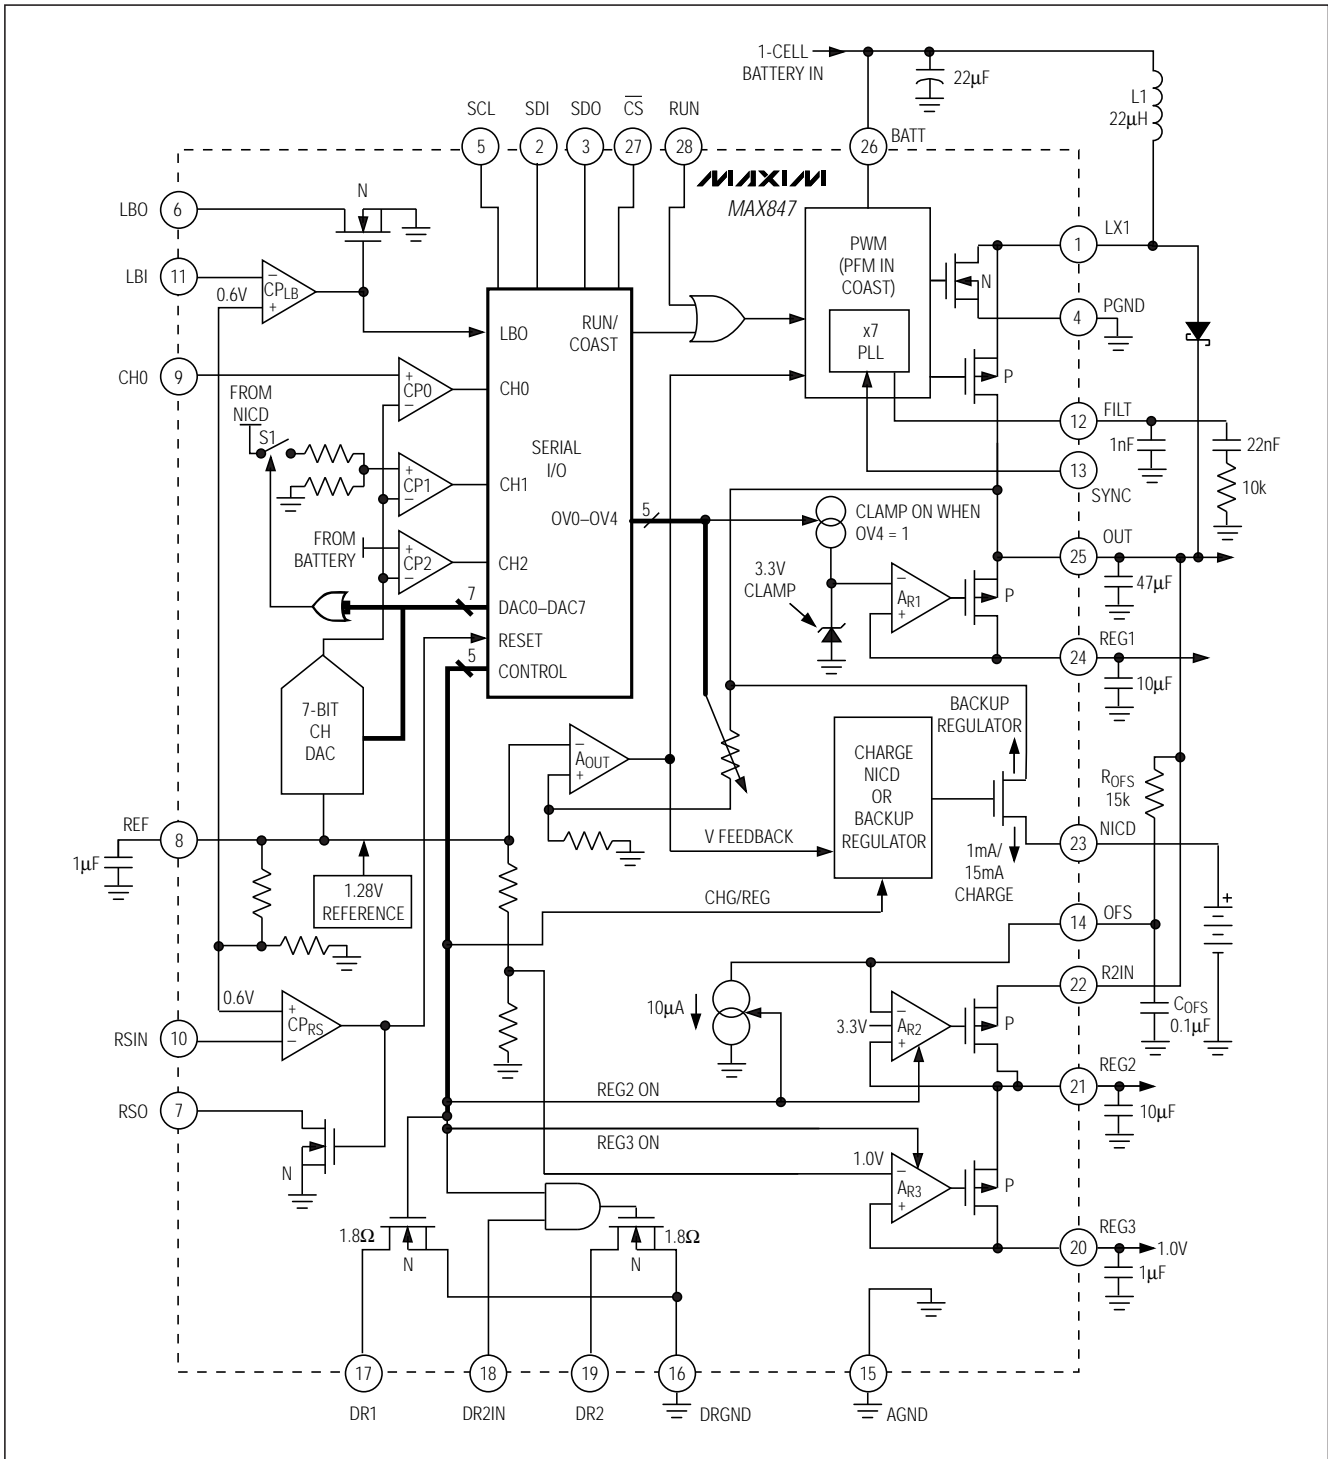 1-CELL
BATTERY IN
22µF
L1
22µH
SCL
SDI
SDO
CS
RUN
5
2
3
27
28
26
BATT
MAXIM
MAX847
LBO
6
N
LBI
11
0.6V
−
CPLB
+
PWM
(PFM IN
COAST)
x7
PLL
N
1
LX1
4
PGND
P
LBO
RUN/
COAST
CH0
9
+
CP0
−
CH0
FROM
NICD
S1
12
FILT
1nF
22nF
10k
13
SYNC
SERIAL
I/O
+
CP1
−
CH1
OV0–OV4
5
CLAMP ON WHEN
OV4 = 1
FROM
BATTERY
+
CP2
−
CH2
25
OUT
47µF
3.3V
CLAMP
−
AR1
+
P
7
DAC0–DAC7
RESET
5
CONTROL
24
REG1
10µF
7-BIT
CH
DAC
−
AOUT
+
CHARGE
NICD
OR
BACKUP
REGULATOR
BACKUP
REGULATOR
ROFS
15k
REF
8
1µF
V FEEDBACK
23
NICD
1mA/
15mA
CHARGE
1.28V
REFERENCE
CHG/REG
14
OFS
+
22
R2IN
0.6V
+
CPRS
−
10µA
3.3V
−
AR2
+
P
COFS
0.1µF
RSIN
10
REG2 ON
21
REG2
10µF
RSO
7
N
REG3 ON
1.0V
−
AR3
+
P
1.8Ω
N
1.8Ω
N
20
REG3
1.0V
1µF
17
18
19
16
15
DR1
DR2IN
DR2
DRGND
AGND